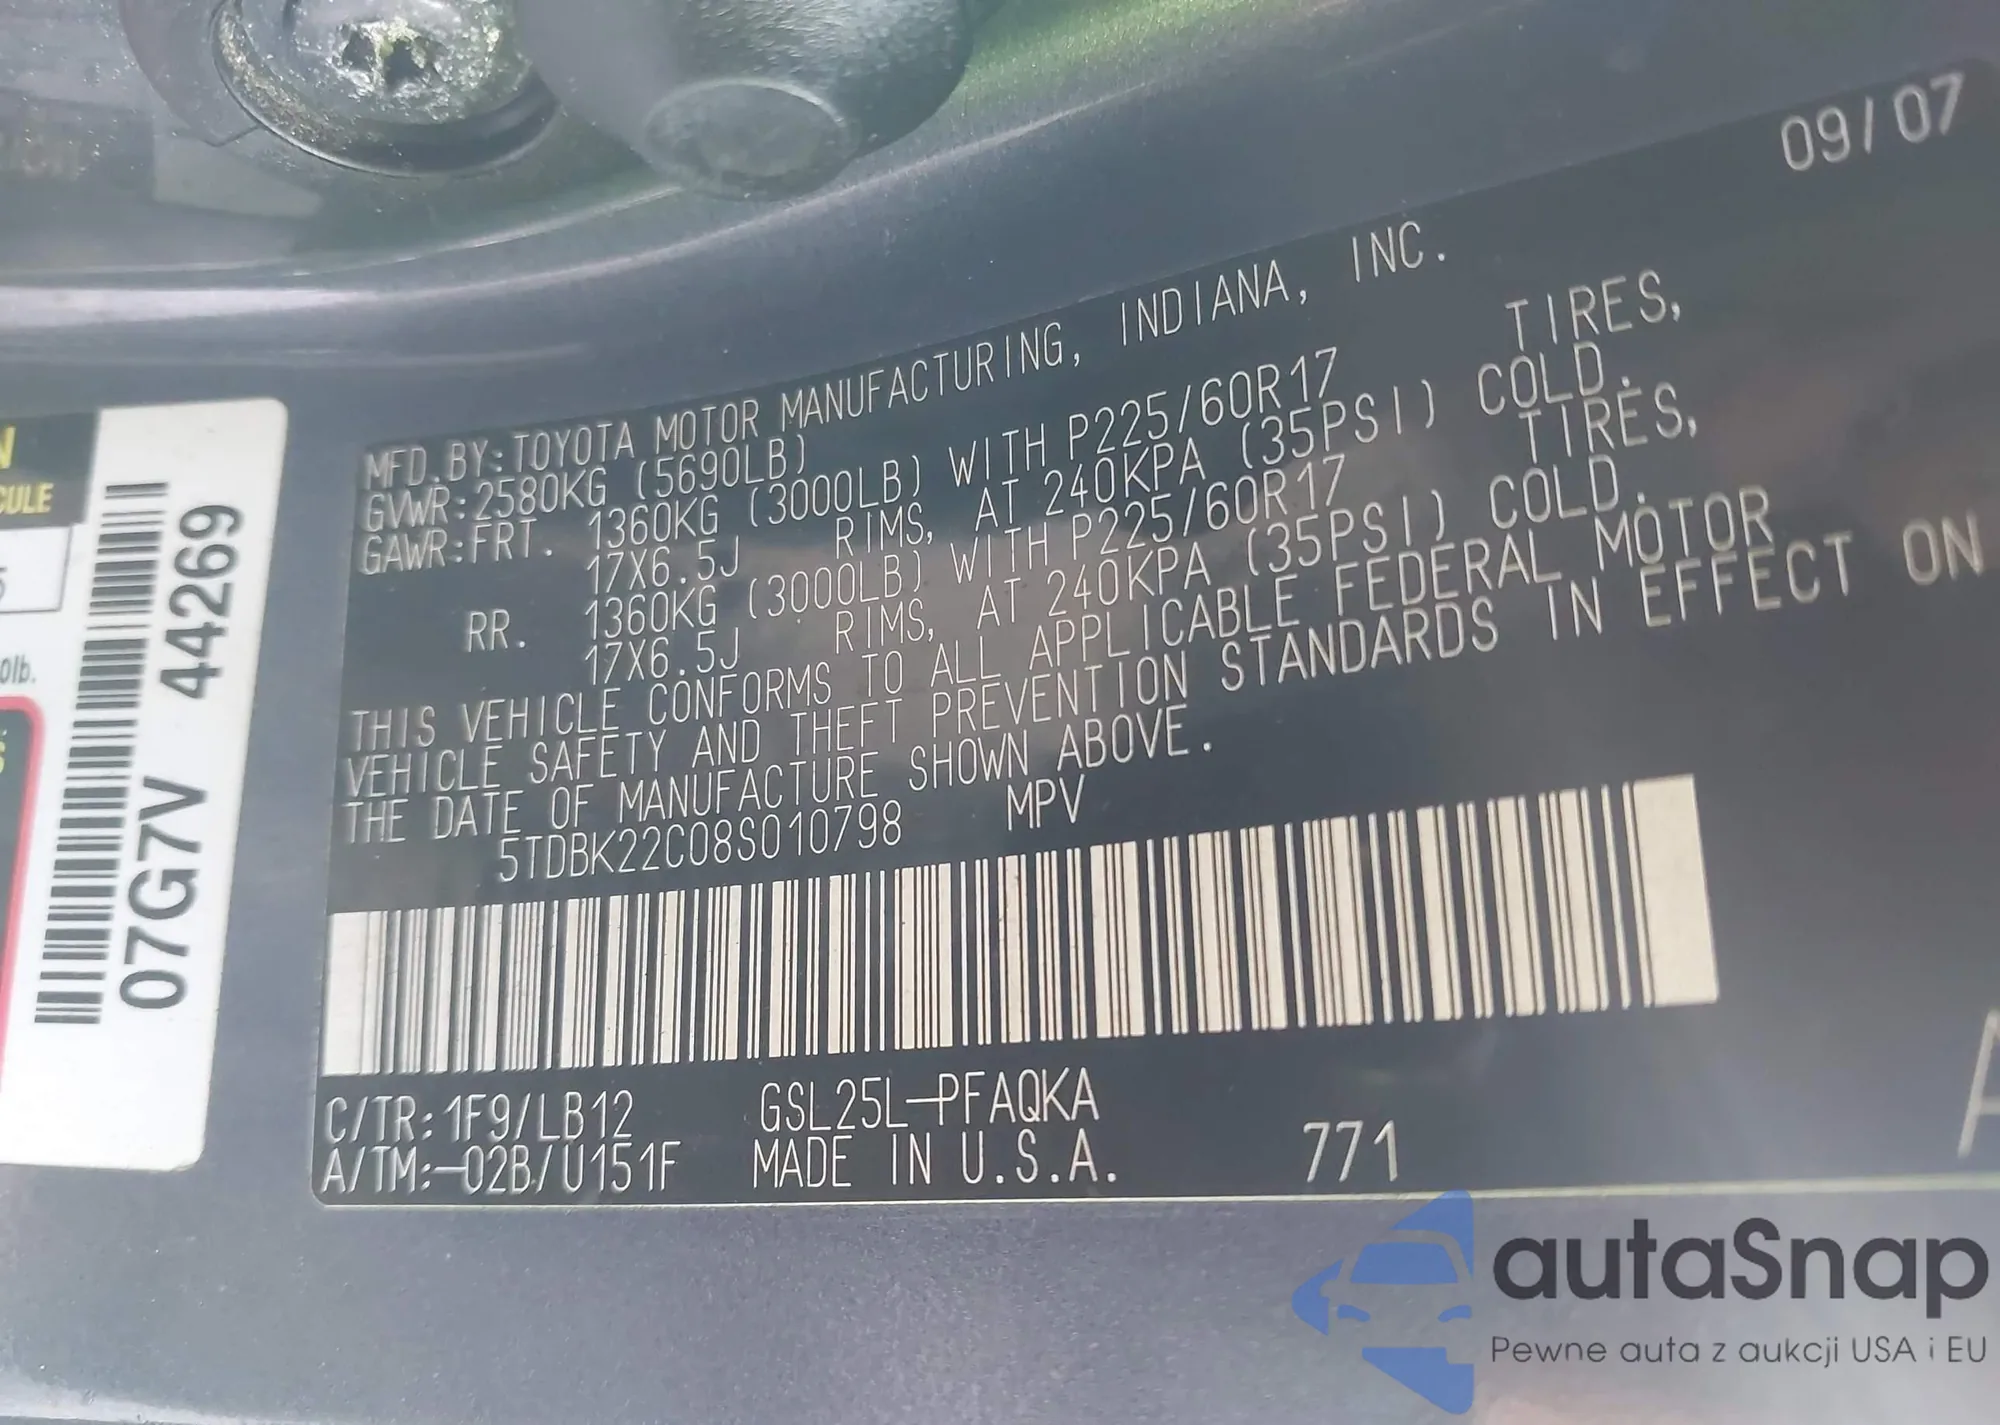 09/07
MFD.BY:TOYOTA MOTOR MANUFACTURING, INDIANA, INC.
GVWR:2580KG (5690LB)
GAWR:FRT. 1360KG (3000LB) WITH P225/60R17 TIRES,
17X6.5J RIMS, AT 240KPA (35PSI) COLD.
RR. 1360KG (3000LB) WITH P225/60R17 TIRES,
17X6.5J RIMS, AT 240KPA (35PSI) COLD.
THIS VEHICLE CONFORMS TO ALL APPLICABLE FEDERAL MOTOR
VEHICLE SAFETY AND THEFT PREVENTION STANDARDS IN EFFECT ON
THE DATE OF MANUFACTURE SHOWN ABOVE.
5TDBK22C08S010798 MPV
C/TR:1F9/LB12 GSL25L-PFAQKA
A/TM:-02B/U151F MADE IN U.S.A. 771
A
N
CULE
5
0lb.
S
07G7V 44269
autaSnap
Pewne auta z aukcji USA i EU